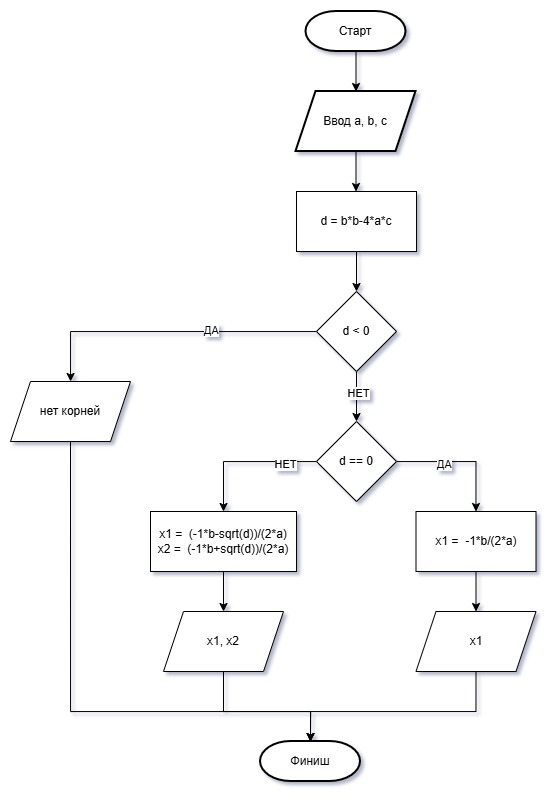 Старт
Ввод a, b, c
d = b*b-4*a*c
d < 0
ДА
НЕТ
нет корней
d == 0
НЕТ
ДА
x1 =  (-1*b-sqrt(d))/(2*a)
x2 =  (-1*b+sqrt(d))/(2*a)
x1 =  -1*b/(2*a)
x1, x2
x1
Финиш